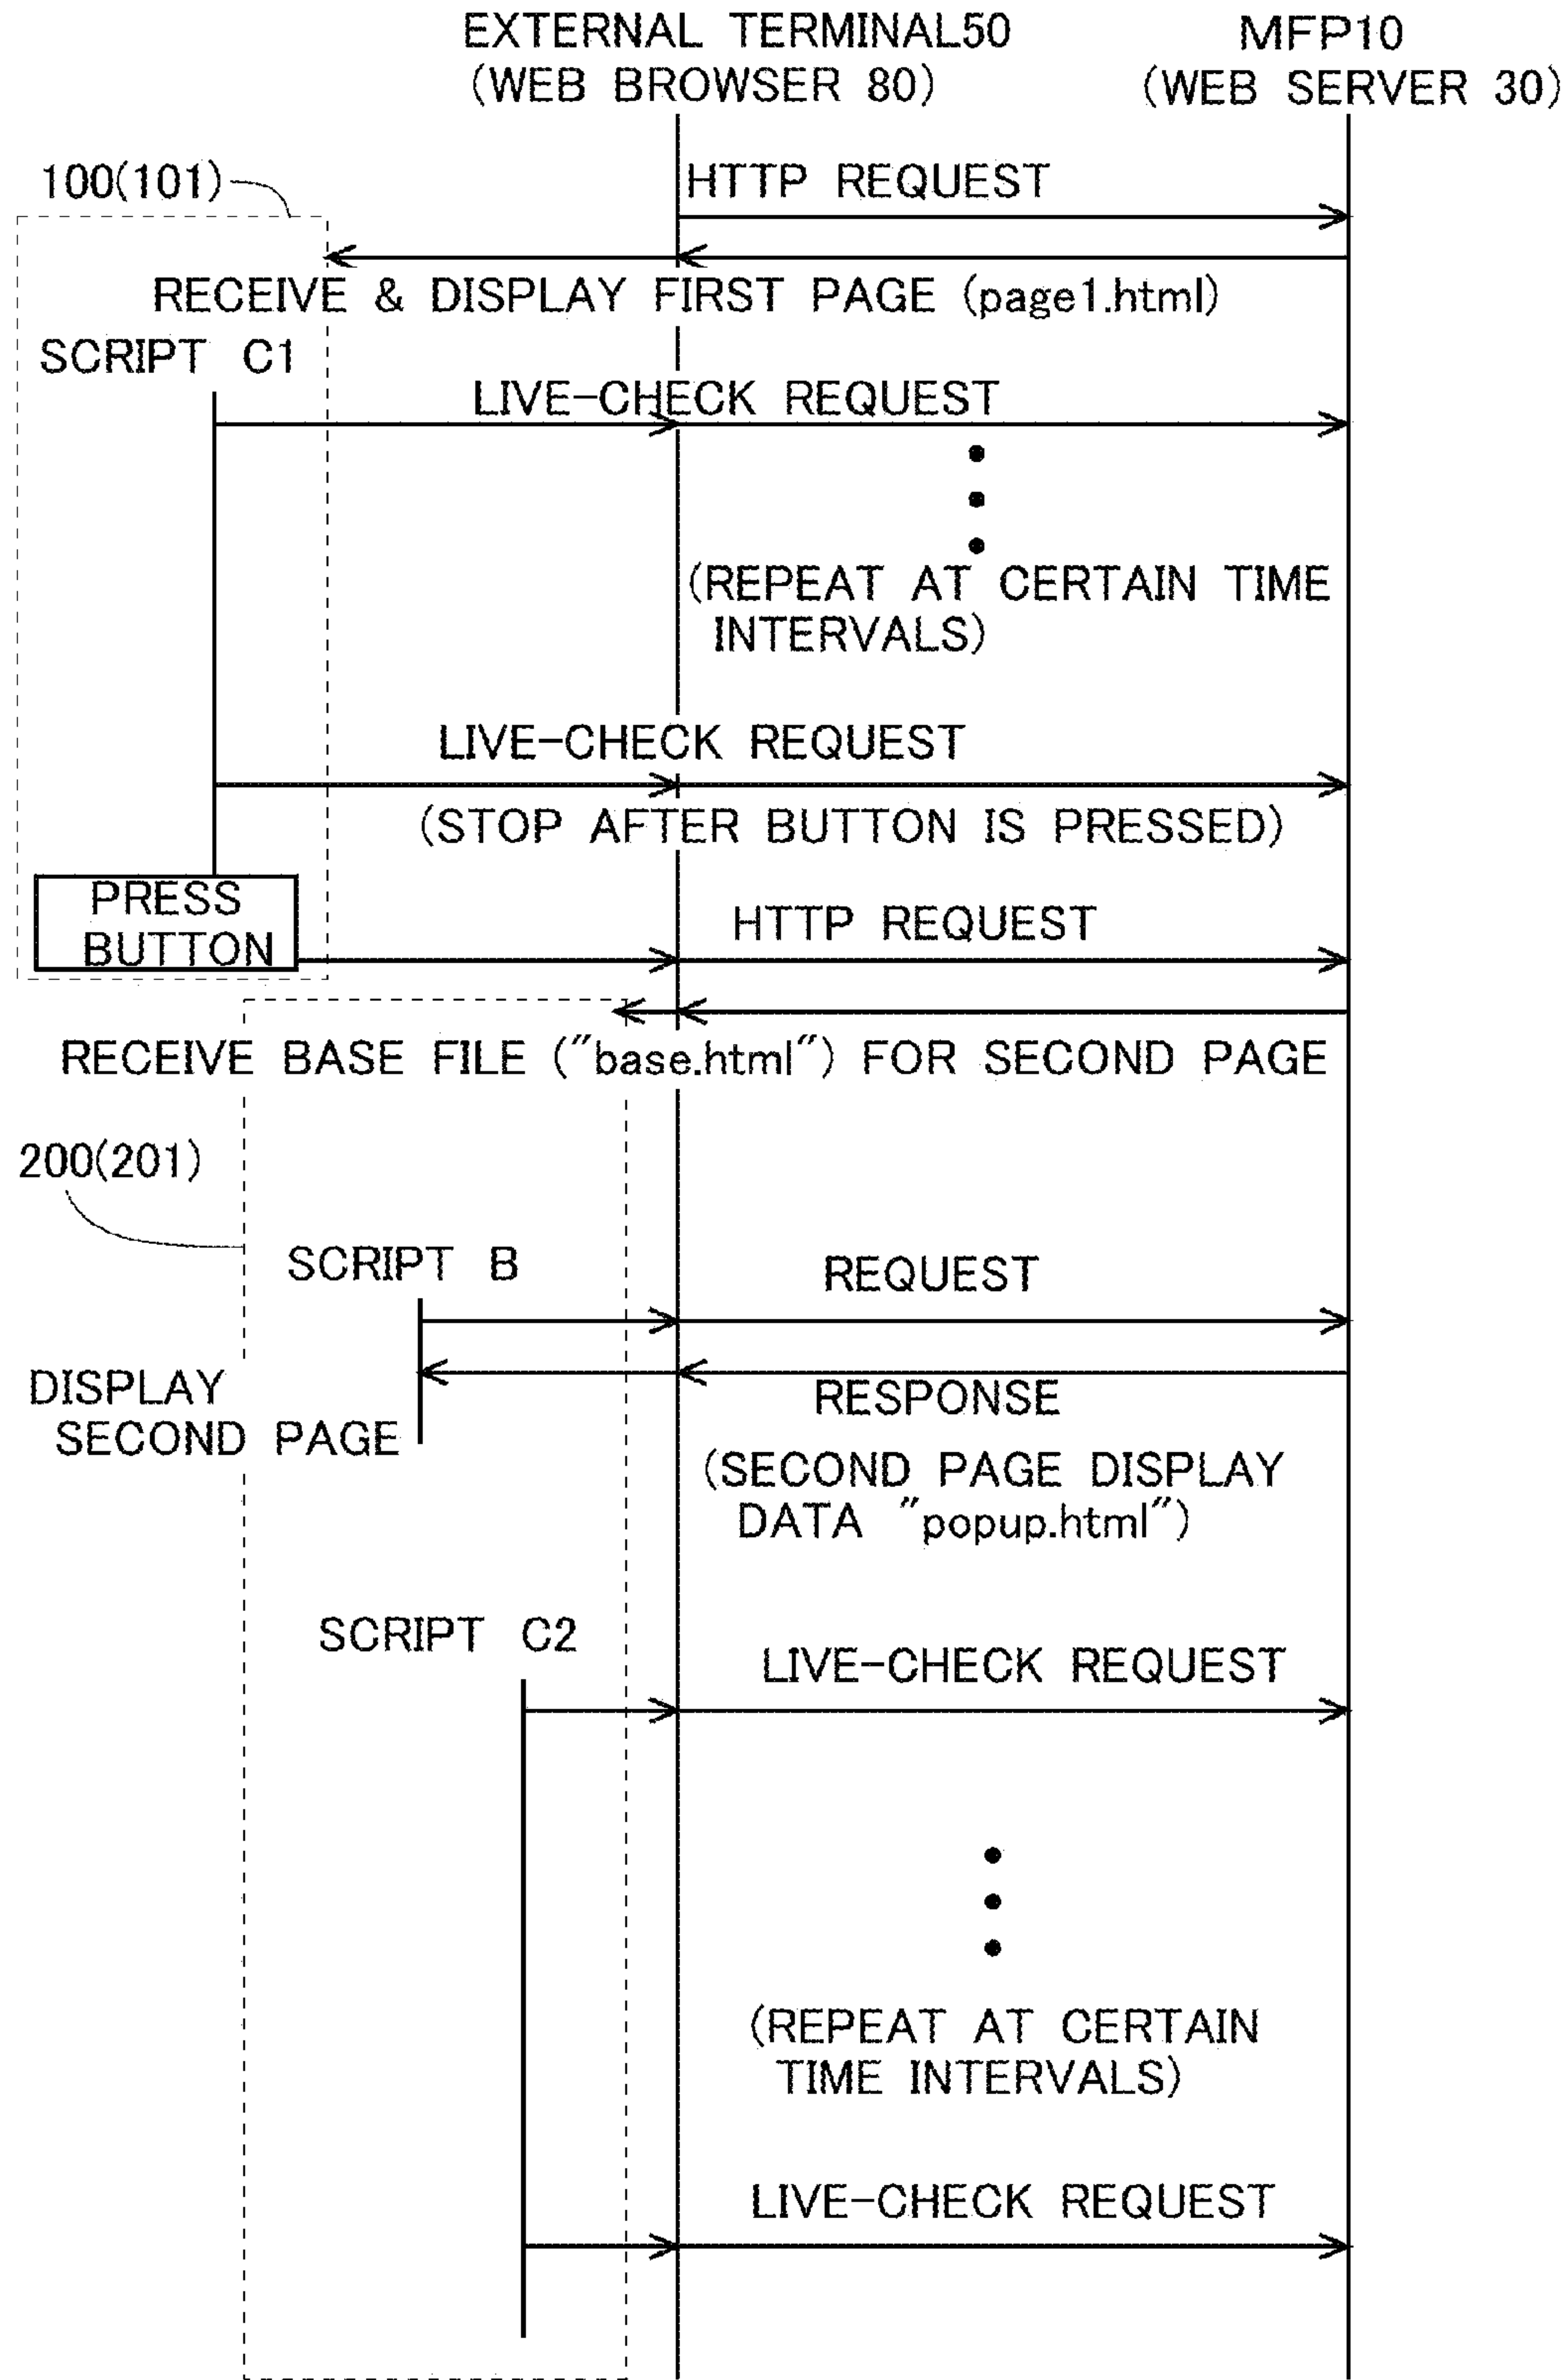 EXTERNAL TERMINAL50
(WEB BROWSER 80)
MFP10
(WEB SERVER 30)
100(101)
HTTP REQUEST
RECEIVE & DISPLAY FIRST PAGE (page1.html)
SCRIPT C1
LIVE-CHECK REQUEST
(REPEAT AT CERTAIN TIME
INTERVALS)
LIVE-CHECK REQUEST
(STOP AFTER BUTTON IS PRESSED)
PRESS
BUTTON
HTTP REQUEST
RECEIVE BASE FILE ("base.html") FOR SECOND PAGE
200(201)
SCRIPT B
REQUEST
DISPLAY
SECOND PAGE
RESPONSE
(SECOND PAGE DISPLAY
DATA "popup.html")
SCRIPT C2
LIVE-CHECK REQUEST
(REPEAT AT CERTAIN
TIME INTERVALS)
LIVE-CHECK REQUEST